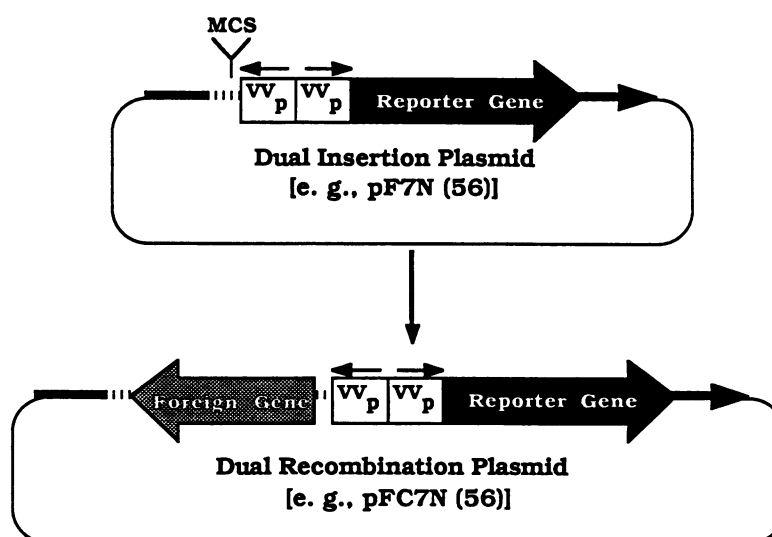 MCS
VVp VVp Reporter Gene
Dual Insertion Plasmid
[e. g., pF7N (56)]
Foreign Gene VVp VVp Reporter Gene
Dual Recombination Plasmid
[e. g., pFC7N (56)]